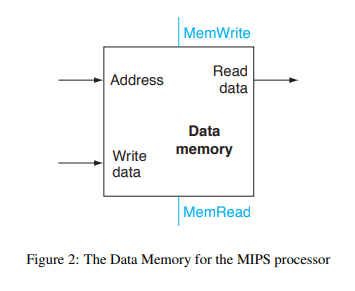 MemWrite
Address
Read
data
Data
memory
Write
data
MemRead
Figure 2: The Data Memory for the MIPS processor